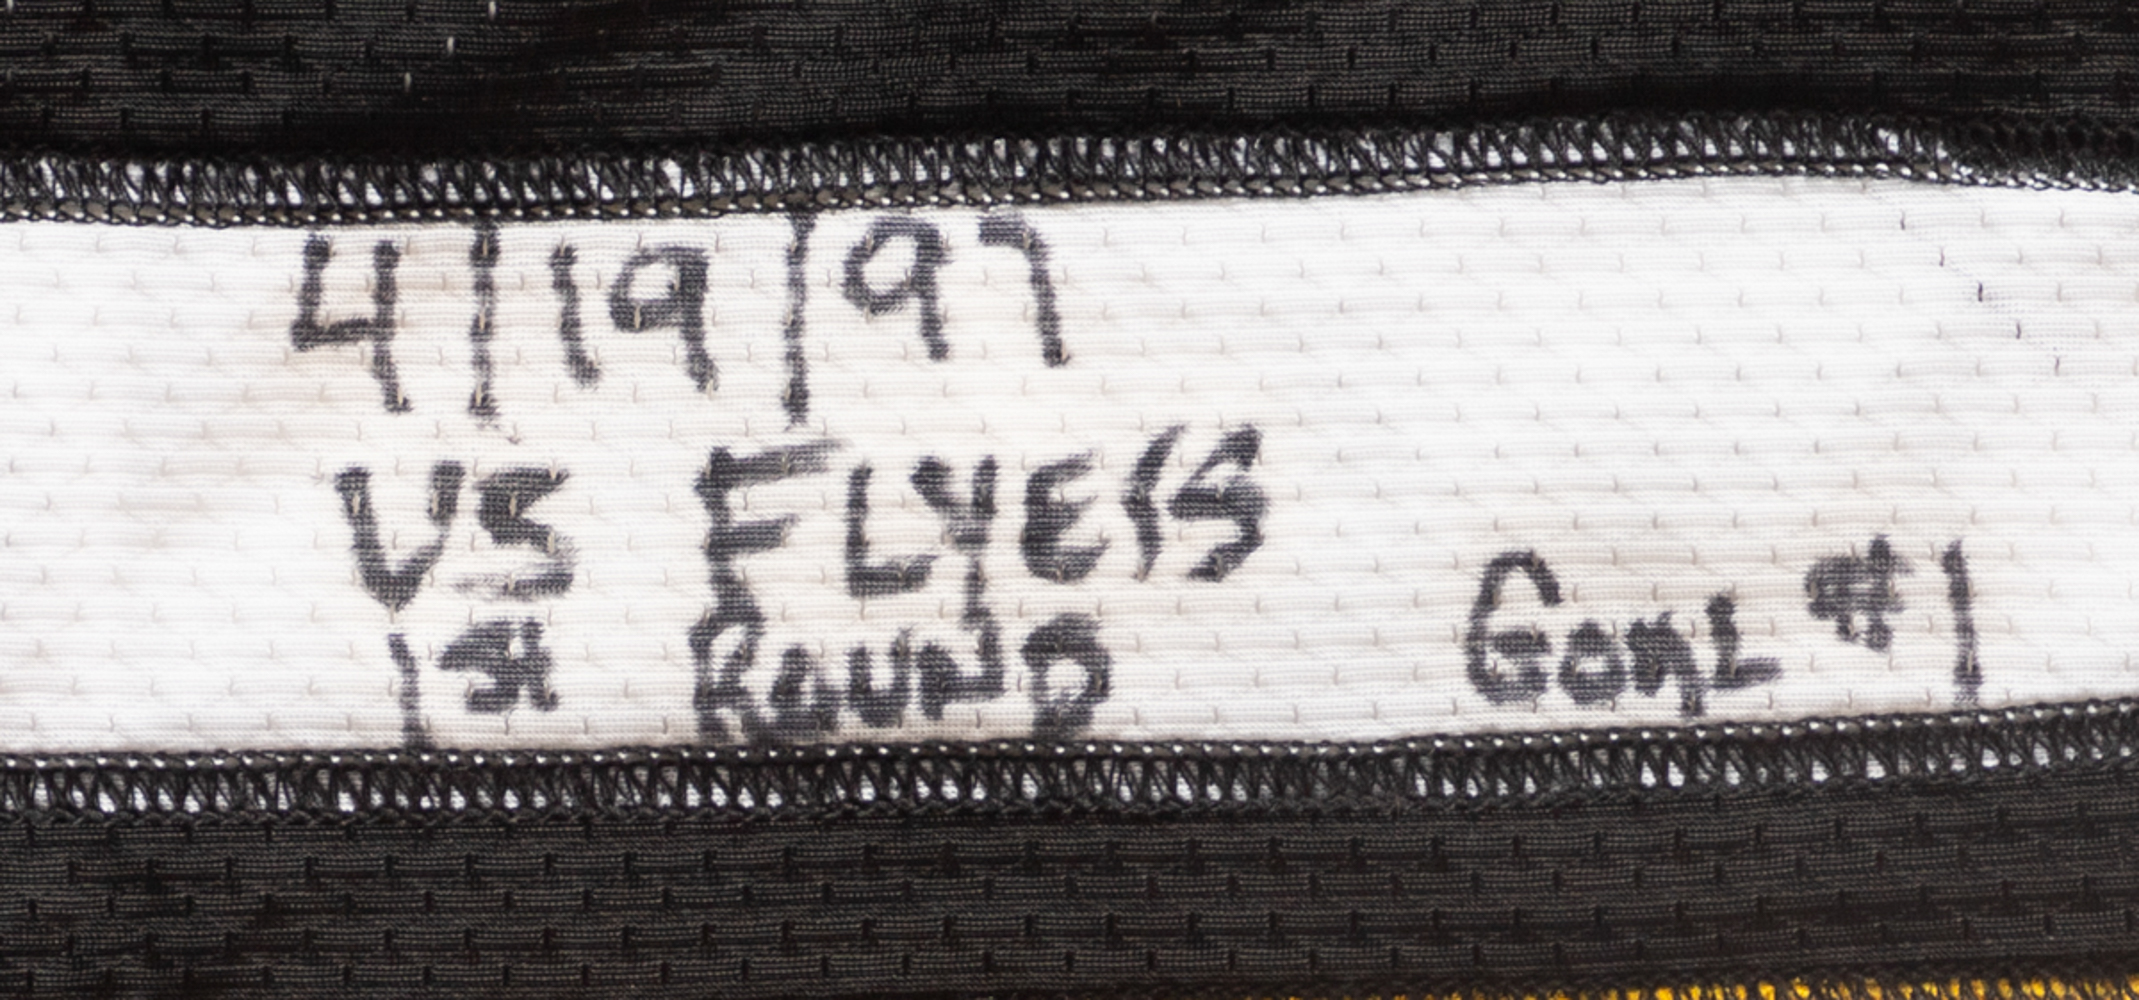 4/19/97
VS FLYErS
1st ROUND
GOAL #1